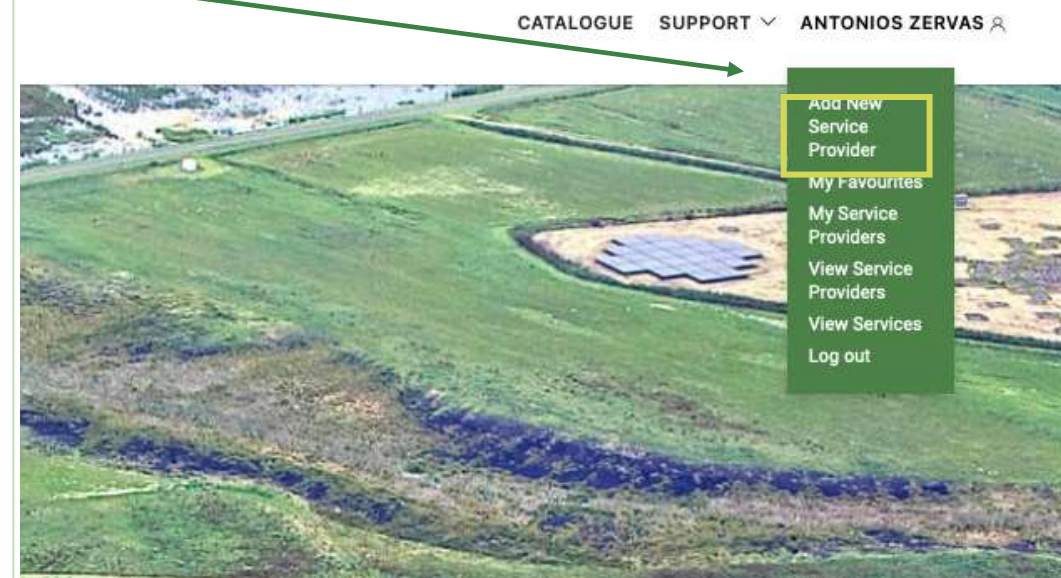 CATALOGUE SUPPORT ANTONIOS ZERVAS
Add New
Service
Provider
My Favourites
My Service
Providers
View Service
Providers
View Services
Log out